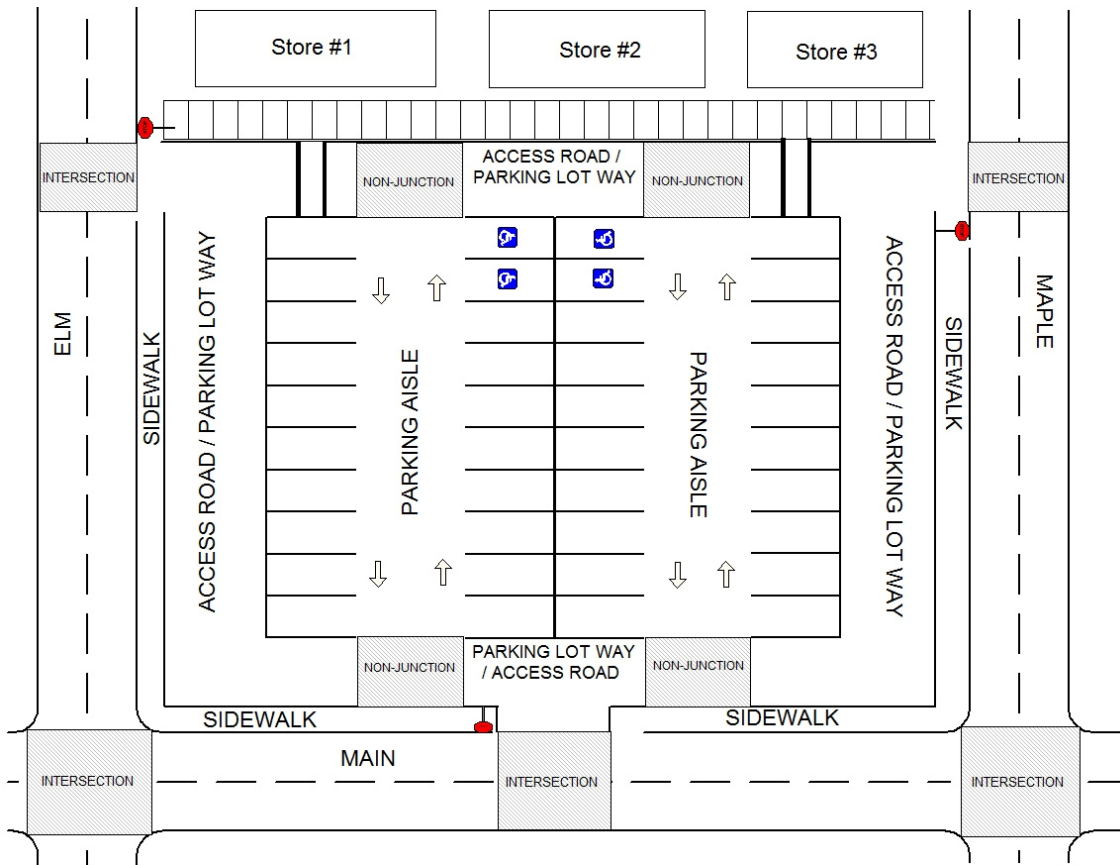 Store #1
Store #2
Store #3
ACCESS ROAD /
PARKING LOT WAY
INTERSECTION
NON-JUNCTION
NON-JUNCTION
INTERSECTION
ELM
SIDEWALK
ACCESS ROAD / PARKING LOT WAY
PARKING AISLE
PARKING AISLE
ACCESS ROAD / PARKING LOT WAY
SIDEWALK
MAPLE
NON-JUNCTION
PARKING LOT WAY
/ ACCESS ROAD
NON-JUNCTION
SIDEWALK
SIDEWALK
MAIN
INTERSECTION
INTERSECTION
INTERSECTION